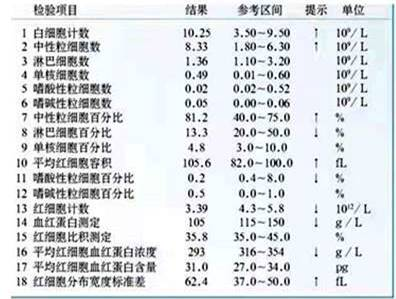 检验项目 结果 参考区间 提示 单位
1 白细胞计数 10.25 3.50~9.50 ↑ 10⁹/L
2 中性粒细胞数 8.33 1.80~6.30 ↑ 10⁹/L
3 淋巴细胞数 1.36 1.10~3.20 10⁹/L
4 单核细胞数 0.49 0.01~0.60 10⁹/L
5 嗜酸性粒细胞数 0.02 0.02~0.52 10⁹/L
6 嗜碱性粒细胞数 0.05 0.00~0.06 10⁹/L
7 中性粒细胞百分比 81.2 40.0~75.0 ↑ %
8 淋巴细胞百分比 13.3 20.0~50.0 ↓ %
9 单核细胞百分比 4.8 3.0~10.0 %
10 平均红细胞容积 105.6 82.0~100.0 ↑ fL
11 嗜酸性粒细胞百分比 0.2 0.4~8.0 ↓ %
12 嗜碱性粒细胞百分比 0.5 0.0~1.0 %
13 红细胞计数 3.39 4.3~5.8 ↓ 10¹²/L
14 血红蛋白测定 105 115~150 ↓ g/L
15 红细胞比积测定 35.8 35.0~45.0 %
16 平均红细胞血红蛋白浓度 293 316~354 ↓ g/L
17 平均红细胞血红蛋白含量 31.0 27.0~34.0 pg
18 红细胞分布宽度标准差 62.4 37.0~50.0 ↑ fL